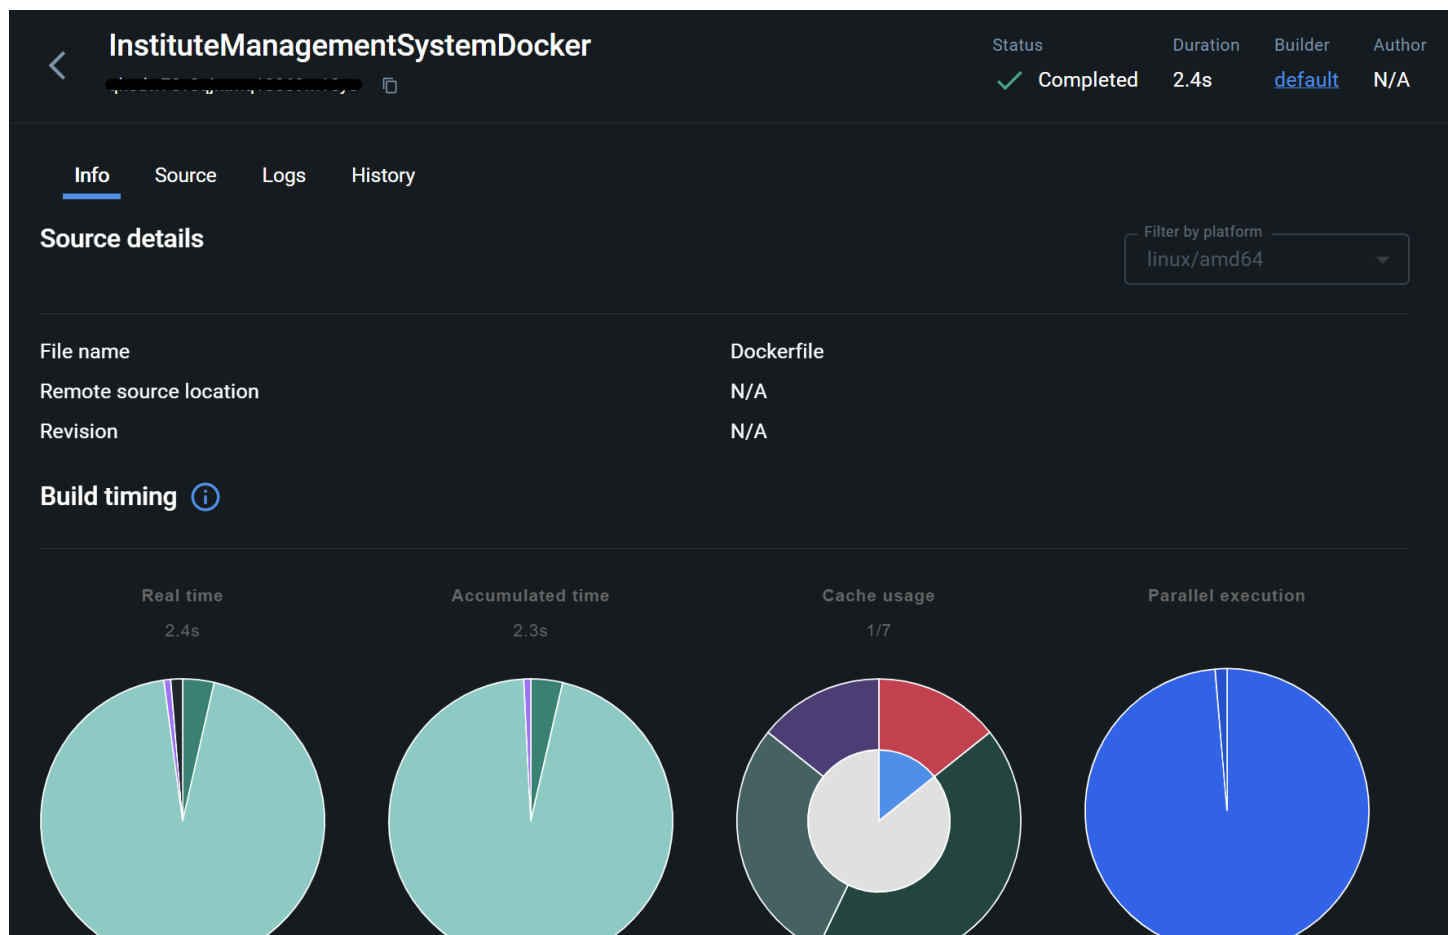 InstituteManagementSystemDocker
Status
Duration
Builder
Author
Completed
2.4s
default
N/A
Info
Source
Logs
History
Source details
Filter by platform
linux/amd64
File name
Dockerfile
Remote source location
N/A
Revision
N/A
Build timing
Real time
Accumulated time
Cache usage
Parallel execution
2.4s
2.3s
1/7